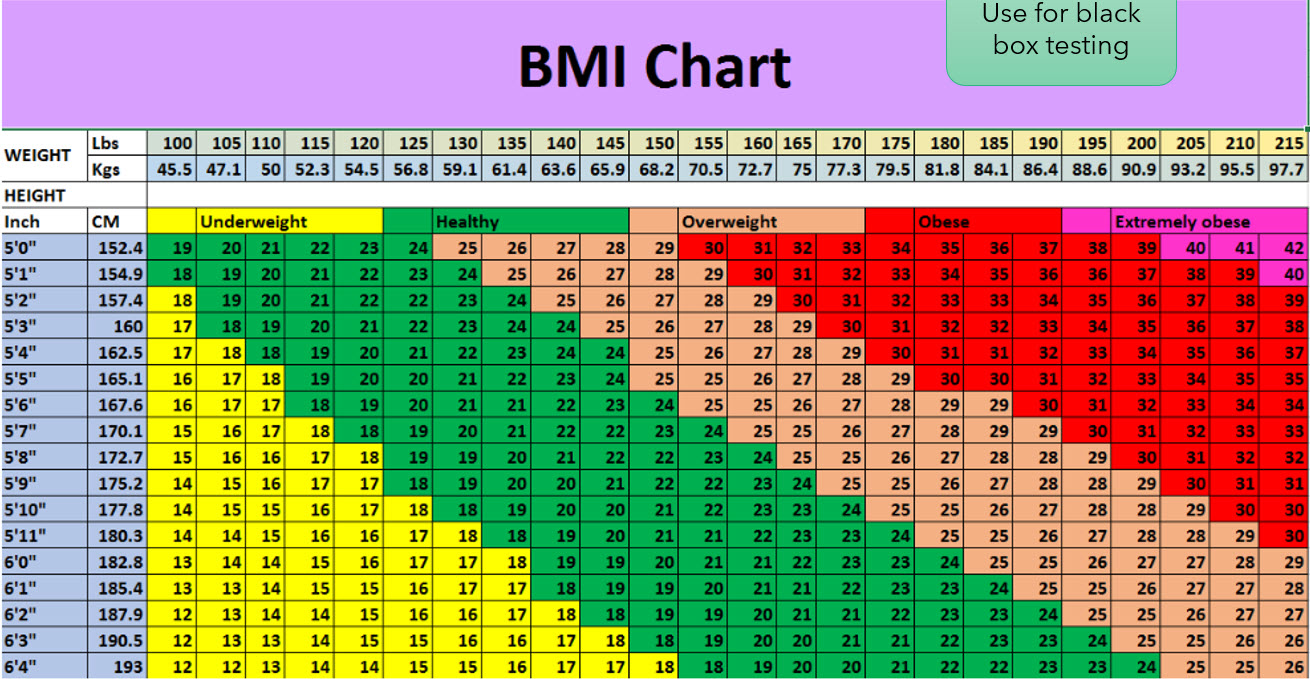 Use for black
box testing
BMI Chart
WEIGHT Lbs 100 105 110 115 120 125 130 135 140 145 150 155 160 165 170 175 180 185 190 195 200 205 210 215
Kgs 45.5 47.1 50 52.3 54.5 56.8 59.1 61.4 63.6 65.9 68.2 70.5 72.7 75 77.3 79.5 81.8 84.1 86.4 88.6 90.9 93.2 95.5 97.7
HEIGHT
Inch CM Underweight Healthy Overweight Obese Extremely obese
5'0" 152.4 19 20 21 22 23 24 25 26 27 28 29 30 31 32 33 34 35 36 37 38 39 40 41 42
5'1" 154.9 18 19 20 21 22 23 24 25 26 27 28 29 30 31 32 33 34 35 36 36 37 38 39 40
5'2" 157.4 18 19 20 21 22 22 23 24 25 26 27 28 29 30 31 32 33 33 34 35 36 37 38 39
5'3" 160 17 18 19 20 21 22 23 24 24 25 26 27 28 29 30 31 32 32 33 34 35 36 37 38
5'4" 162.5 17 18 18 19 20 21 22 23 24 24 25 26 27 28 29 30 31 31 32 33 34 35 36 37
5'5" 165.1 16 17 18 19 20 20 21 22 23 24 25 25 26 27 28 29 30 30 31 32 33 34 35 35
5'6" 167.6 16 17 17 18 19 20 21 21 22 23 24 25 25 26 27 28 29 29 30 31 32 33 34 34
5'7" 170.1 15 16 17 18 18 19 20 21 22 22 23 24 25 25 26 27 28 29 29 30 31 32 33 33
5'8" 172.7 15 16 16 17 18 19 19 20 21 22 22 23 24 25 25 26 27 28 28 29 30 31 32 32
5'9" 175.2 14 15 16 17 17 18 19 20 20 21 22 22 23 24 25 25 26 27 28 28 29 30 31 31
5'10" 177.8 14 15 15 16 17 18 18 19 20 20 21 22 23 23 24 25 25 26 27 28 28 29 30 30
5'11" 180.3 14 14 15 16 16 17 18 18 19 20 21 21 22 23 23 24 25 25 26 27 28 28 29 30
6'0" 182.8 13 14 14 15 16 17 17 18 19 19 20 21 21 22 23 23 24 25 25 26 27 27 28 29
6'1" 185.4 13 13 14 15 15 16 17 17 18 19 19 20 21 21 22 23 23 24 25 25 26 27 27 28
6'2" 187.9 12 13 14 14 15 16 16 17 18 18 19 19 20 21 21 22 23 23 24 25 25 26 27 27
6'3" 190.5 12 13 13 14 15 15 16 16 17 18 18 19 20 20 21 21 22 23 23 24 25 25 26 26
6'4" 193 12 12 13 14 14 15 15 16 17 17 18 18 19 20 20 21 22 22 23 23 24 25 25 26